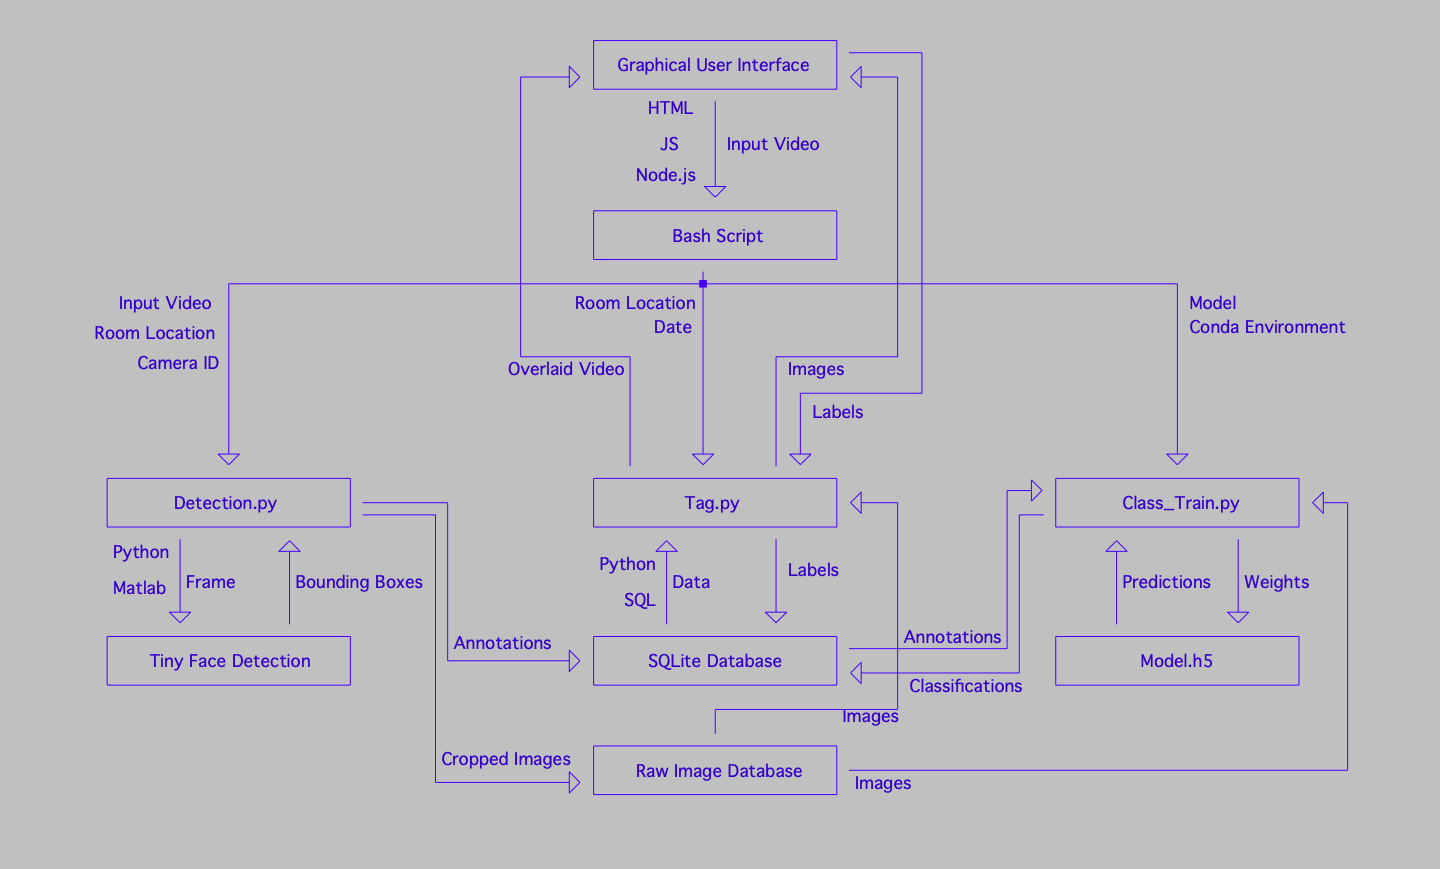 Graphical User Interface
HTML
JS
Input Video
Node.js
Bash Script
Input Video
Room Location
Camera ID
Room Location
Date
Model
Conda Environment
Overlaid Video
Images
Labels
Detection.py
Tag.py
Class_Train.py
Python
Matlab
Frame
Bounding Boxes
Python
SQL
Data
Labels
Predictions
Weights
Annotations
Annotations
Tiny Face Detection
SQLite Database
Model.h5
Classifications
Images
Cropped Images
Raw Image Database
Images